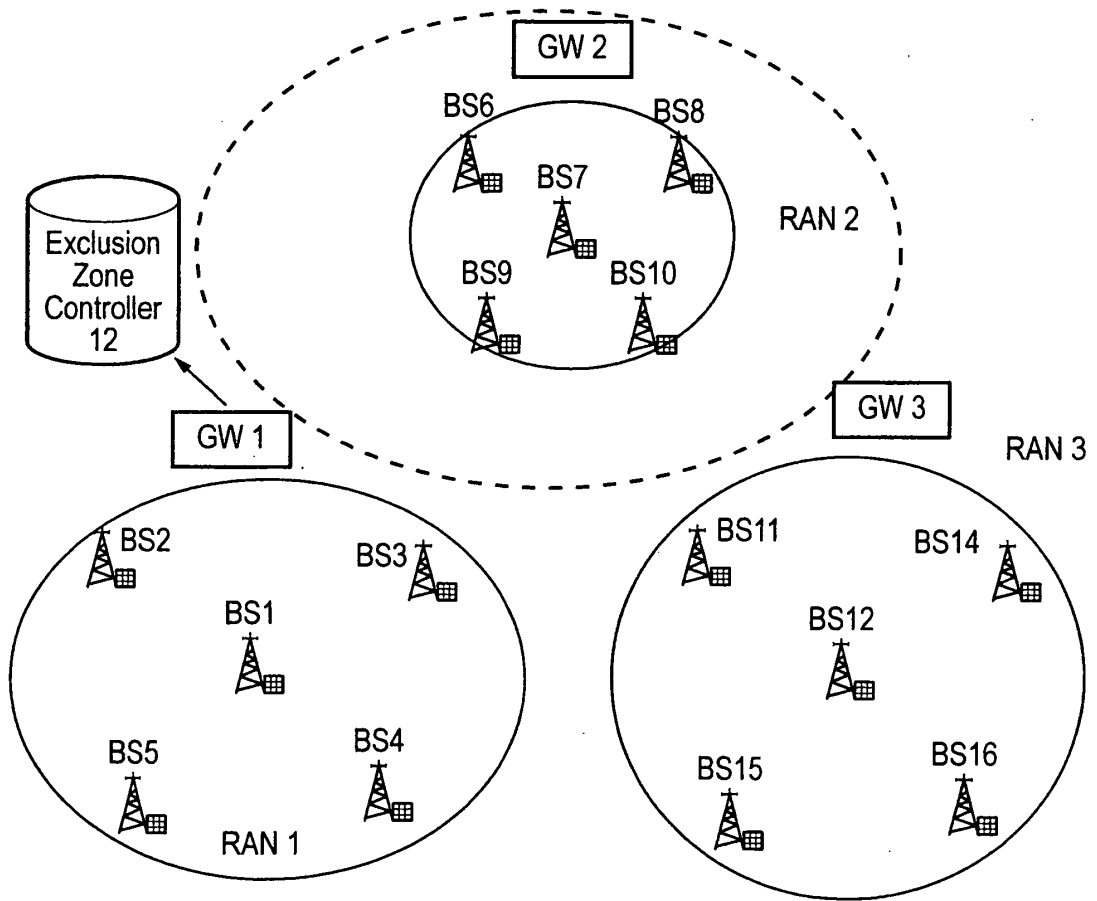 GW 2
BS6
BS8
BS7
RAN 2
Exclusion
Zone
Controller
12
BS9
BS10
GW 1
GW 3
RAN 3
BS2
BS3
BS11
BS14
BS1
BS12
BS5
BS4
BS15
BS16
RAN 1